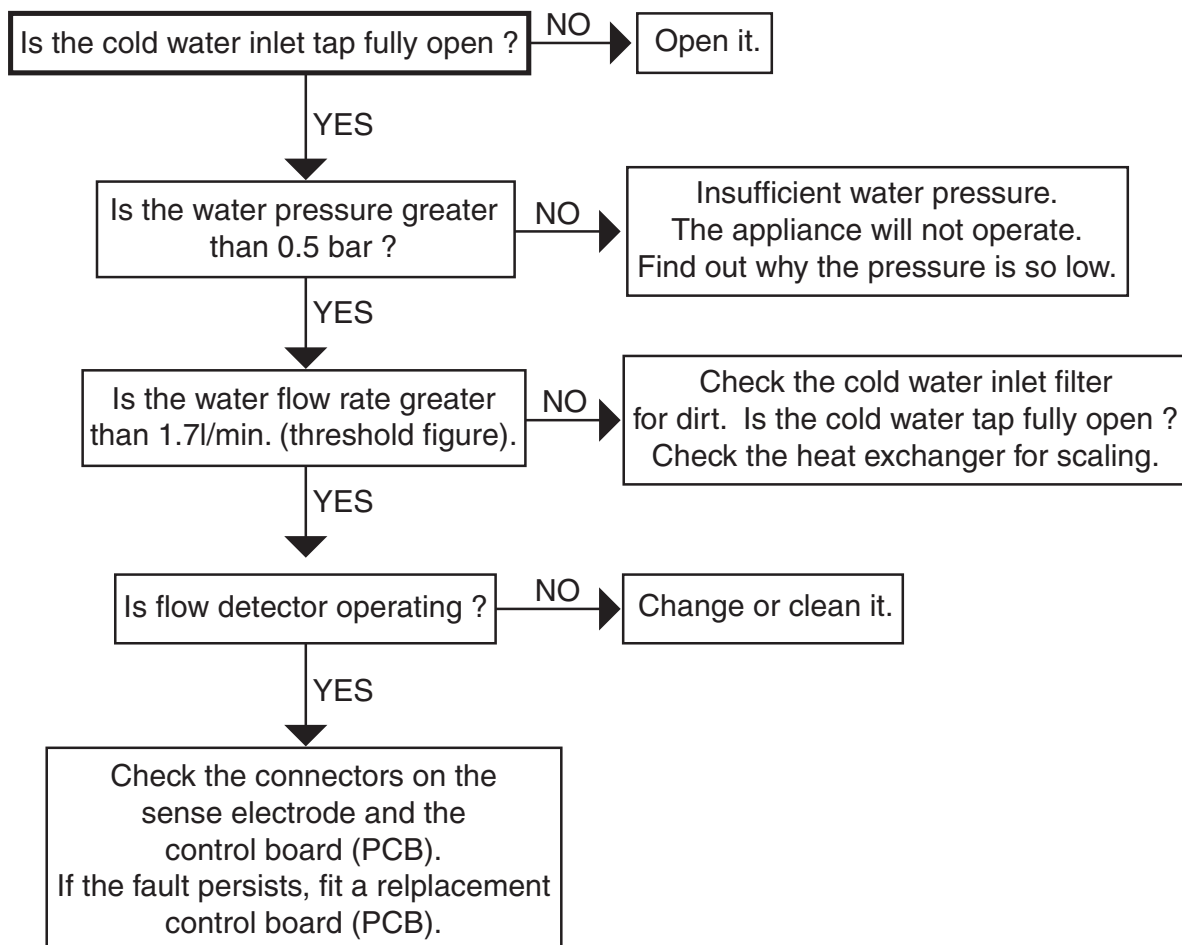 Is the cold water inlet tap fully open ?
NO
Open it.
YES
Is the water pressure greater
than 0.5 bar ?
NO
Insufficient water pressure.
The appliance will not operate.
Find out why the pressure is so low.
YES
Is the water flow rate greater
than 1.7l/min. (threshold figure).
NO
Check the cold water inlet filter
for dirt.  Is the cold water tap fully open ?
Check the heat exchanger for scaling.
YES
Is flow detector operating ?
NO
Change or clean it.
YES
Check the connectors on the
sense electrode and the
control board (PCB).
If the fault persists, fit a relplacement
control board (PCB).